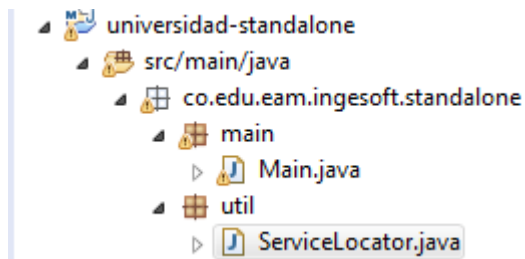 universidad-standalone
src/main/java
co.edu.eam.ingesoft.standalone
main
Main.java
util
ServiceLocator.java